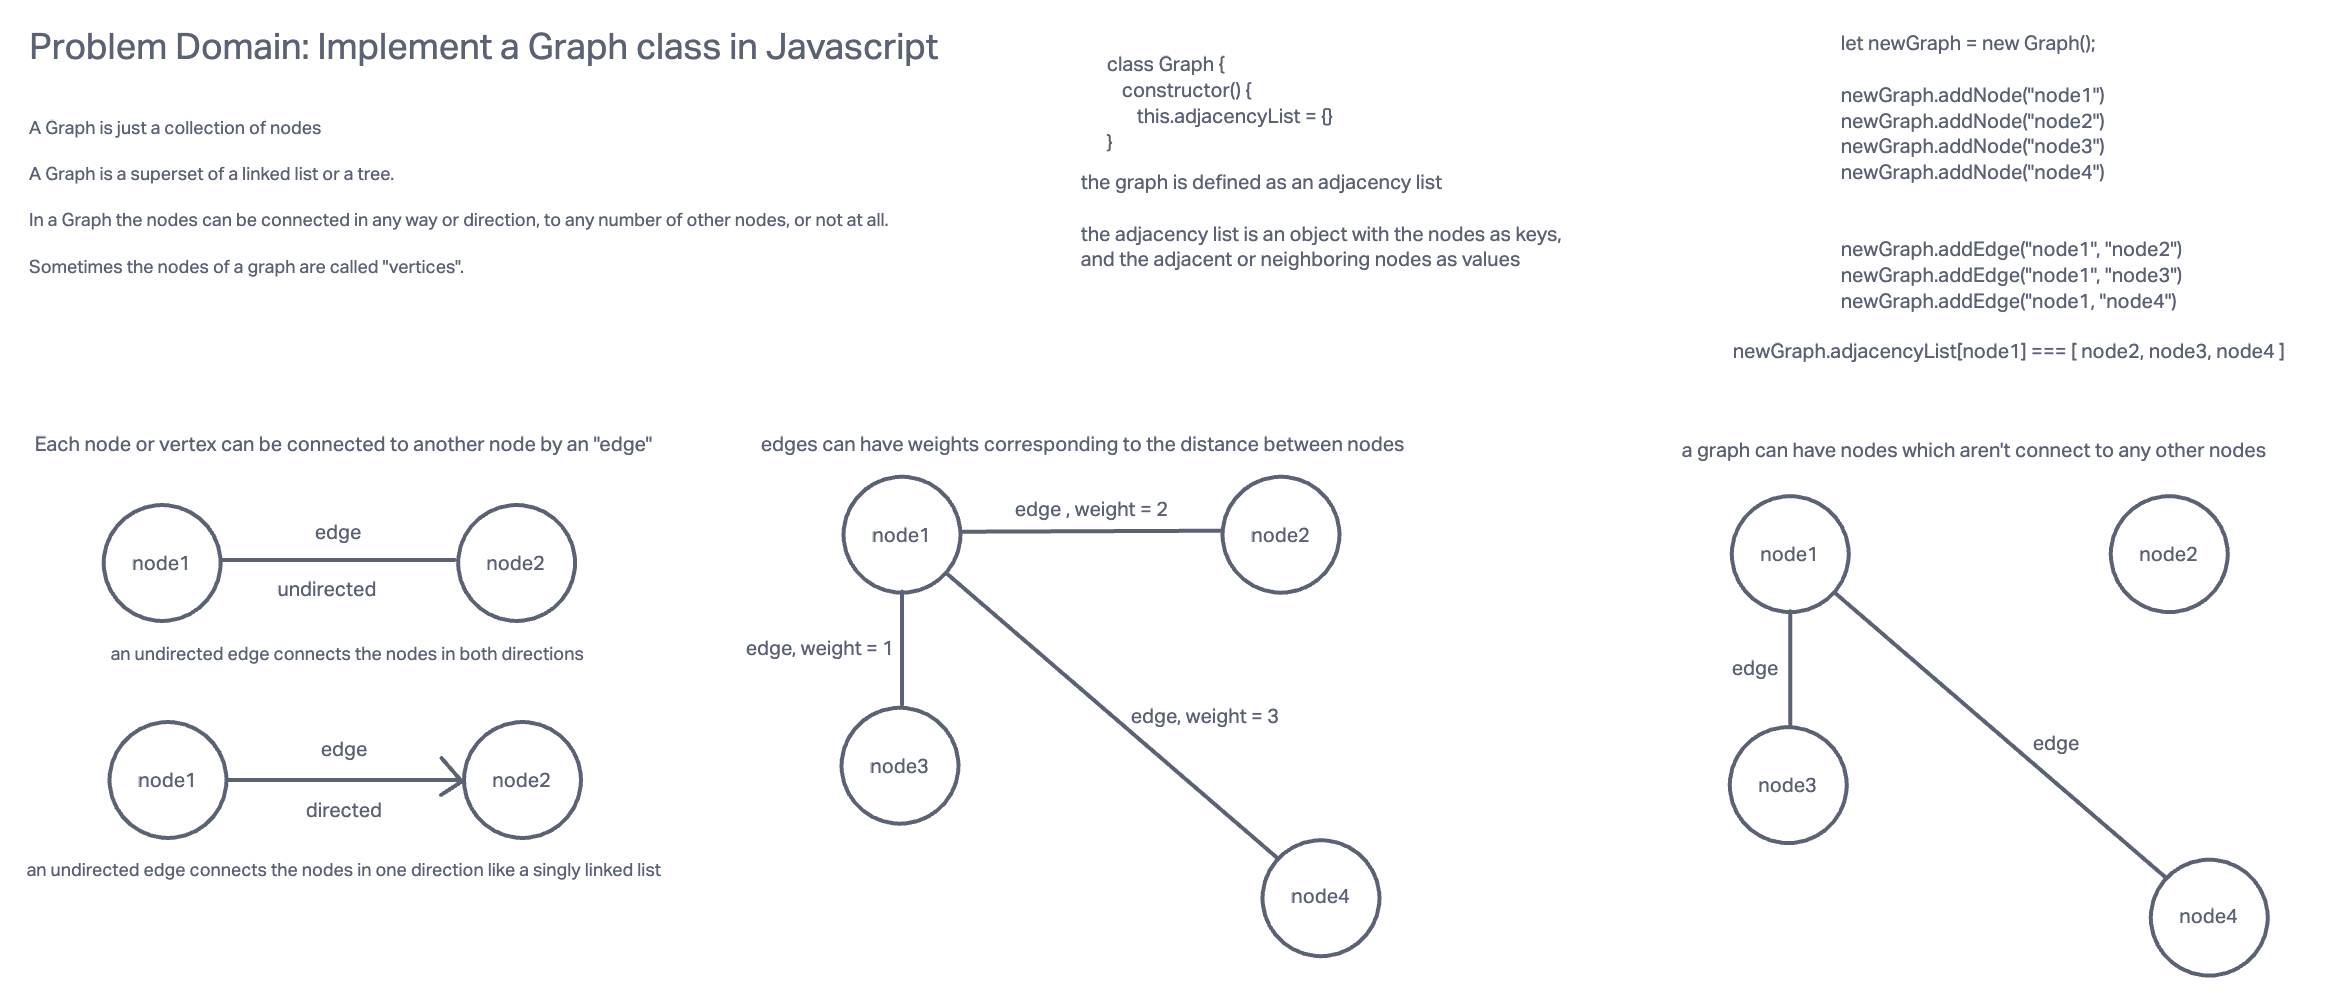 Problem Domain: Implement a Graph class in Javascript
A Graph is just a collection of nodes
A Graph is a superset of a linked list or a tree.
In a Graph the nodes can be connected in any way or direction, to any number of other nodes, or not at all.
Sometimes the nodes of a graph are called "vertices".
class Graph {
constructor() {
this.adjacencyList = {}
}
the graph is defined as an adjacency list
the adjacency list is an object with the nodes as keys,
and the adjacent or neighboring nodes as values
let newGraph = new Graph();
newGraph.addNode("node1")
newGraph.addNode("node2")
newGraph.addNode("node3")
newGraph.addNode("node4")
newGraph.addEdge("node1", "node2")
newGraph.addEdge("node1", "node3")
newGraph.addEdge("node1, "node4")
newGraph.adjacencyList[node1] === [ node2, node3, node4 ]
Each node or vertex can be connected to another node by an "edge"
node1
edge
undirected
node2
an undirected edge connects the nodes in both directions
node1
edge
directed
node2
an undirected edge connects the nodes in one direction like a singly linked list
edges can have weights corresponding to the distance between nodes
node1
edge , weight = 2
node2
edge, weight = 1
edge, weight = 3
node3
node4
a graph can have nodes which aren't connect to any other nodes
node1
node2
edge
edge
node3
node4